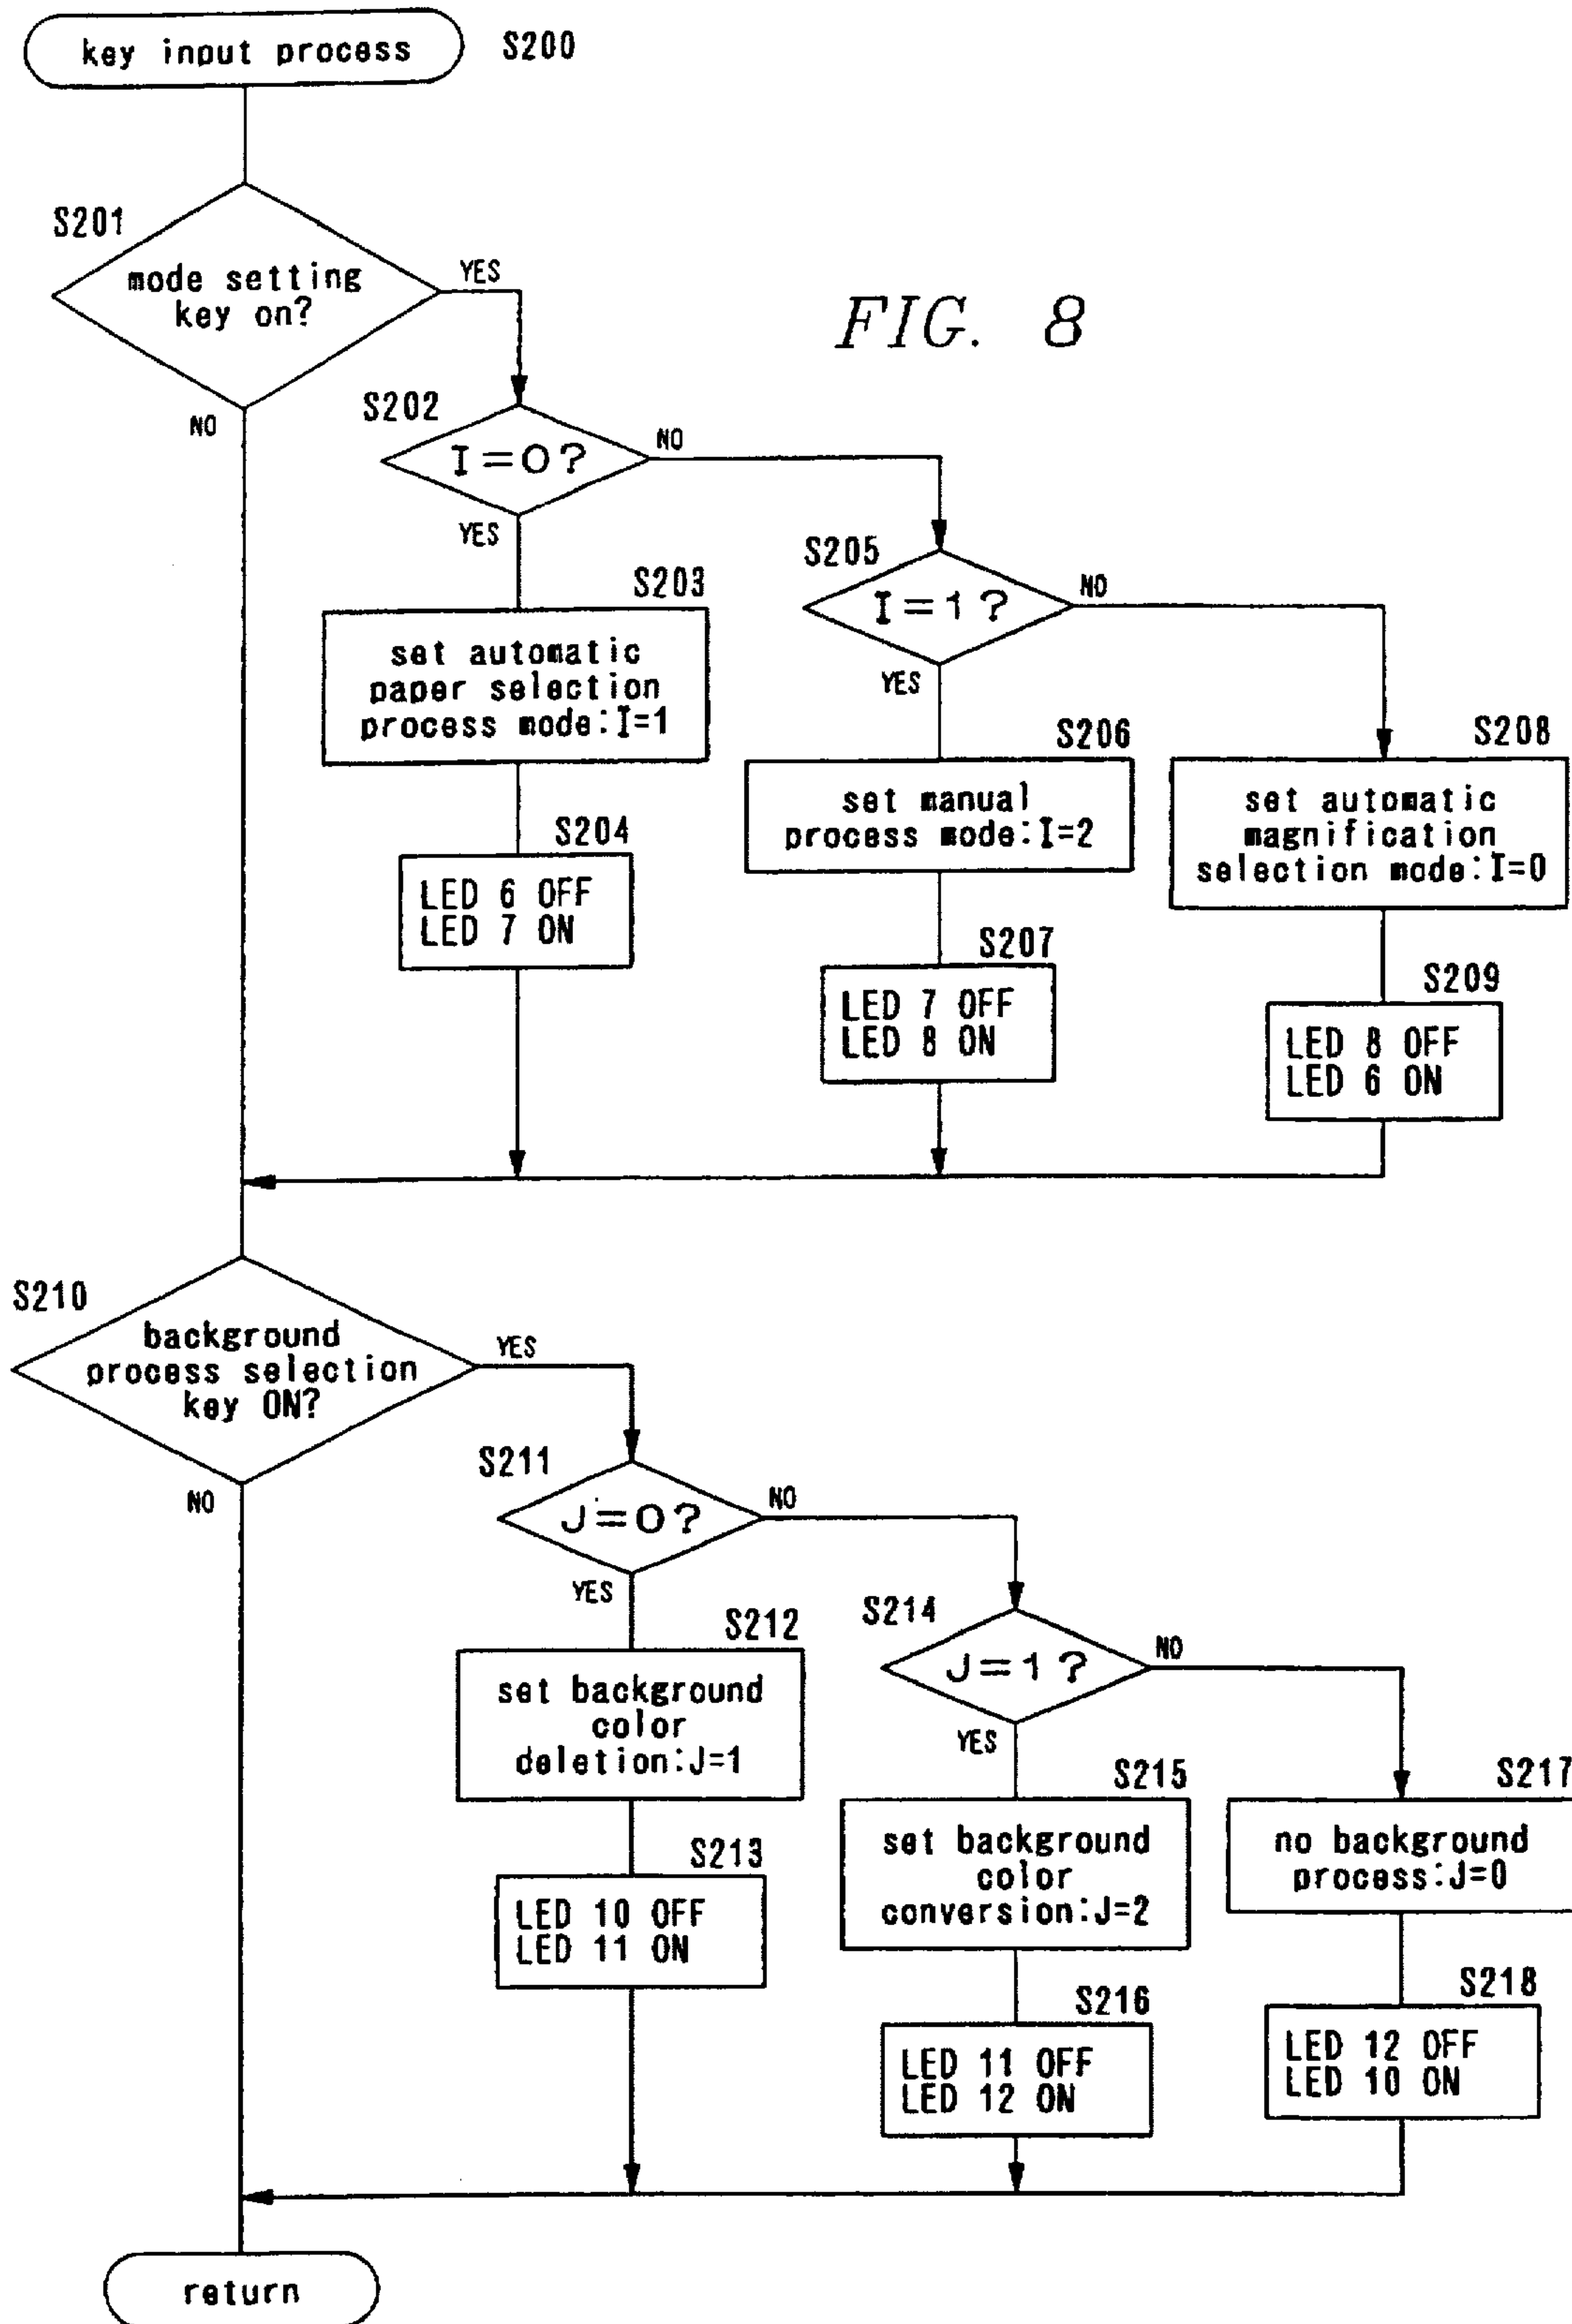 key input process
S200
S201
mode setting
key on?
YES
NO
FIG. 8
S202
I=0?
NO
YES
S203
set automatic
paper selection
process mode:I=1
S204
LED 6 OFF
LED 7 ON
S205
I=1?
NO
YES
S206
set manual
process mode:I=2
S207
LED 7 OFF
LED 8 ON
S208
set automatic
magnification
selection mode:I=0
S209
LED 8 OFF
LED 6 ON
S210
background
process selection
key ON?
YES
NO
S211
J=0?
NO
YES
S212
set background
color
deletion:J=1
S213
LED 10 OFF
LED 11 ON
S214
J=1?
NO
YES
S215
set background
color
conversion:J=2
S216
LED 11 OFF
LED 12 ON
S217
no background
process:J=0
S218
LED 12 OFF
LED 10 ON
return